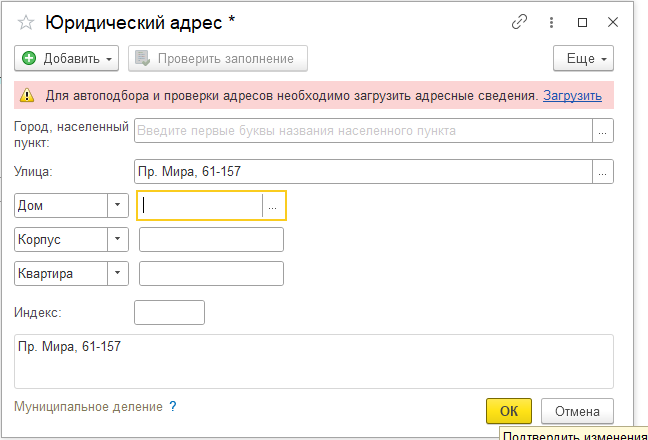 Юридический адрес *
Добавить
Проверить заполнение
Еще
Для автоподбора и проверки адресов необходимо загрузить адресные сведения. Загрузить
Город, населенный пункт:
Введите первые буквы названия населенного пункта
...
Улица:
Пр. Мира, 61-157
...
Дом
...
Корпус
Квартира
Индекс:
Пр. Мира, 61-157
Муниципальное деление ?
ОК
Отмена
Подтвердить изменения